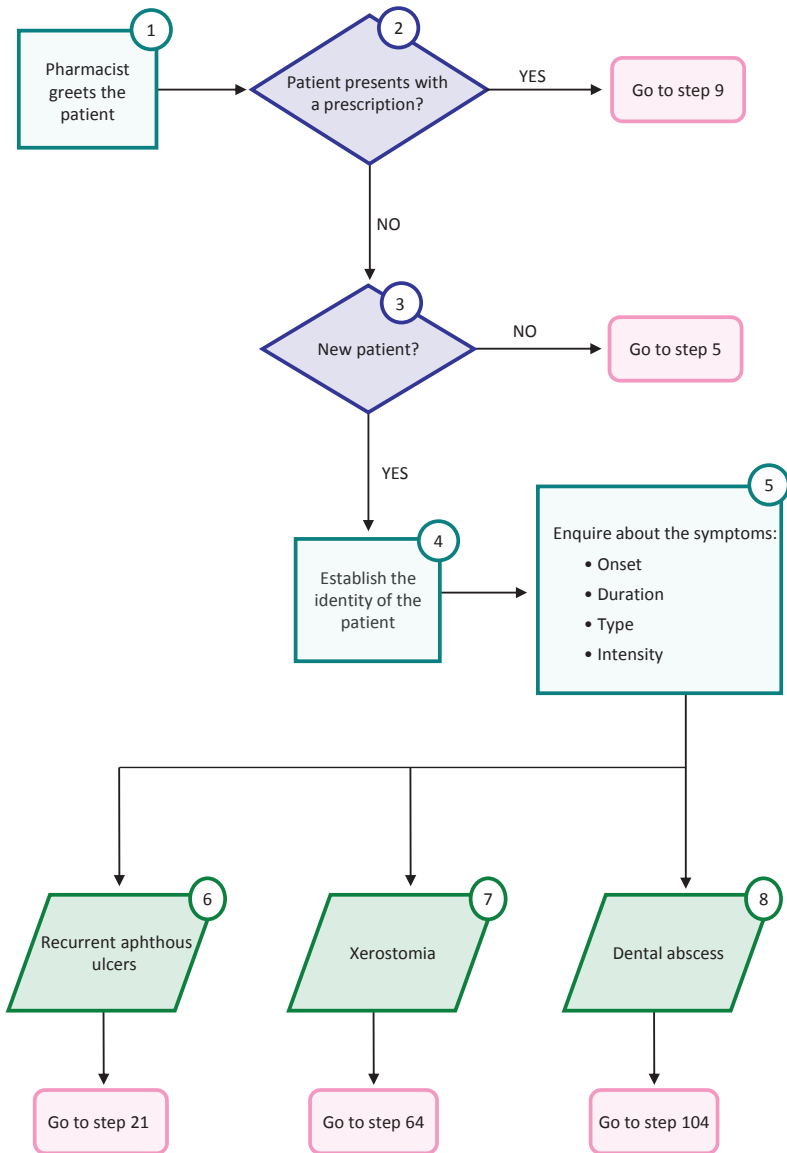 1
Pharmacist
greets the
patient
2
Patient presents with
a prescription?
YES
Go to step 9
NO
3
New patient?
NO
Go to step 5
YES
4
Establish the
identity of the
patient
5
Enquire about the symptoms:
• Onset
• Duration
• Type
• Intensity
6
Recurrent aphthous
ulcers
7
Xerostomia
8
Dental abscess
Go to step 21
Go to step 64
Go to step 104